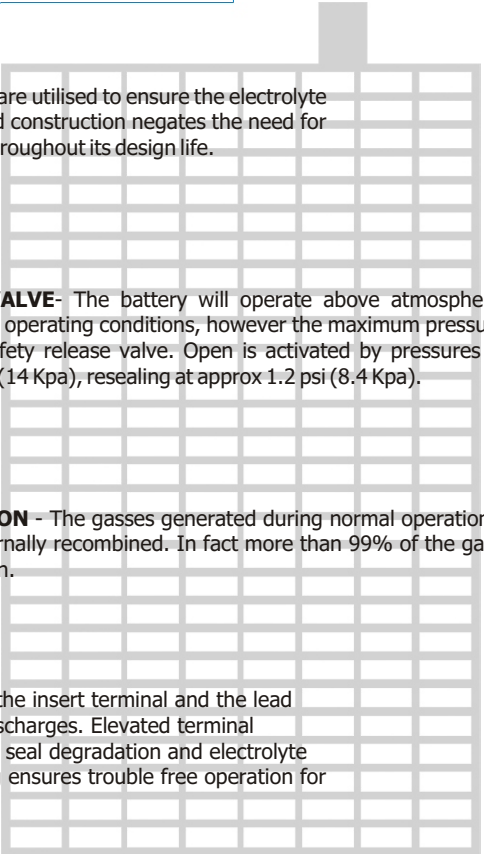 are utilised to ensure the electrolyte
construction negates the need for
roughout its design life.
ALVE- The battery will operate above atmosphe
operating conditions, however the maximum pressu
fety release valve. Open is activated by pressures
(14 Kpa), resealing at approx 1.2 psi (8.4 Kpa).
ON - The gasses generated during normal operation
rnally recombined. In fact more than 99% of the ga
n.
the insert terminal and the lead
scharges. Elevated terminal
seal degradation and electrolyte
ensures trouble free operation for